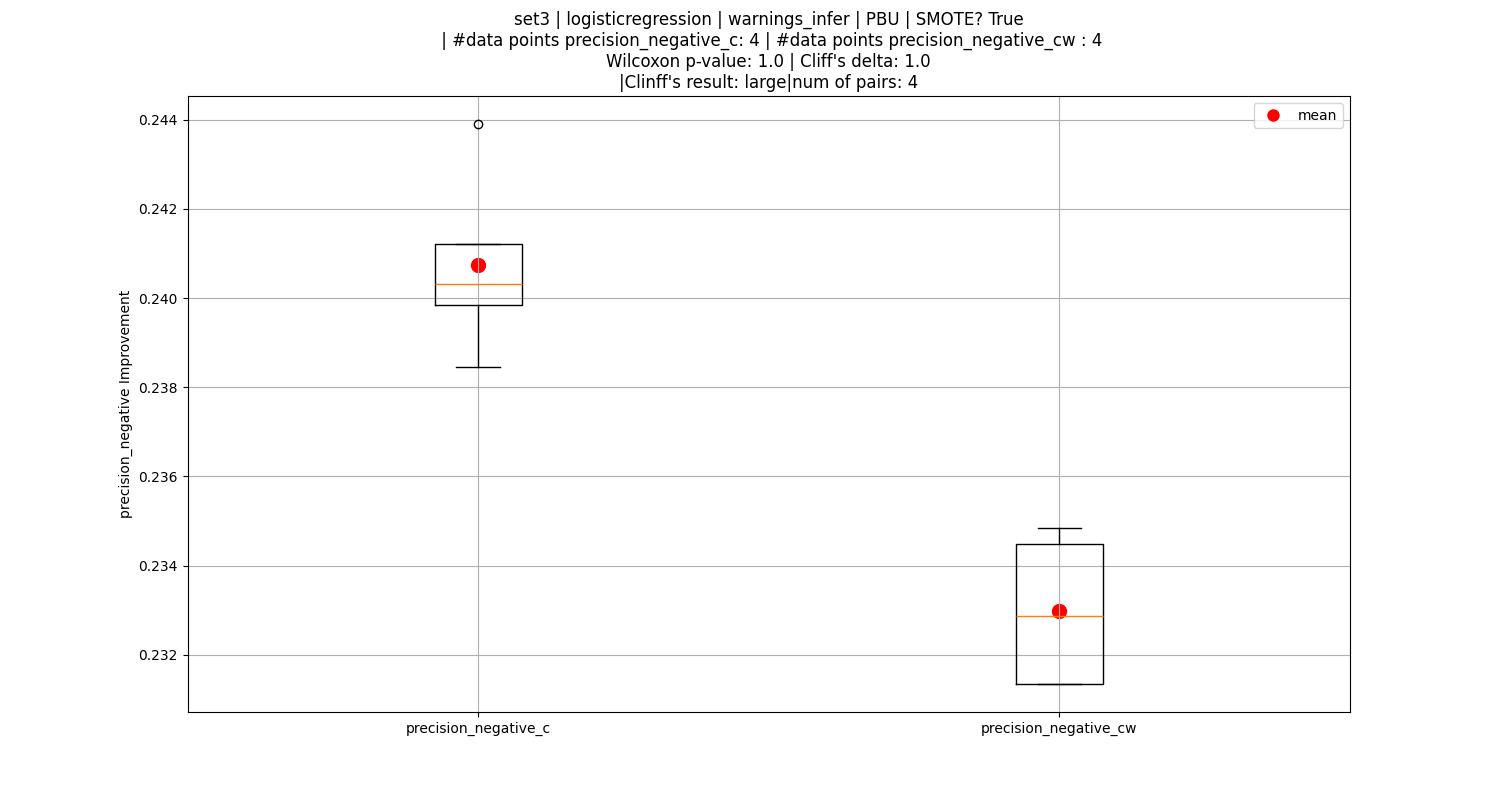 set3 | logisticregression | warnings_infer | PBU | SMOTE? True
| #data points precision_negative_c: 4 | #data points precision_negative_cw : 4
Wilcoxon p-value: 1.0 | Cliff's delta: 1.0
|Clinff's result: large|num of pairs: 4
mean
0.244
0.242
0.240
0.238
0.236
0.234
0.232
precision_negative Improvement
precision_negative_c
precision_negative_cw